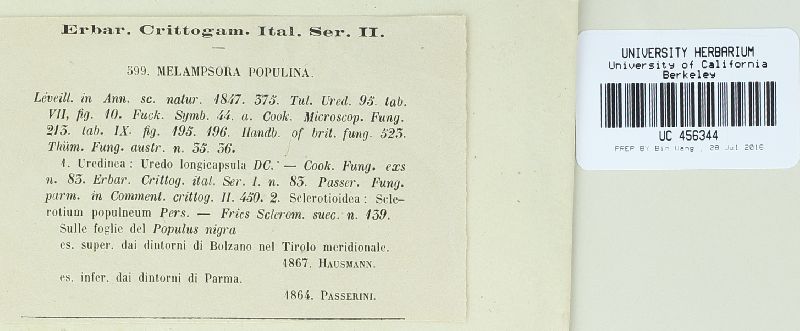 Erbar. Crittogam. Ital. Ser. II.
599. MELAMPSORA POPULINA.
Léveill. in Ann. sc. natur. 1847. 375. Tul. Ured. 95. tab.
VII, fig. 10. Fuck. Symb. 44. a. Cook. Microscop. Fung.
213. tab. IX. fig. 195. 196. Handb. of brit. fung. 523.
Thüm. Fung. austr. n. 35. 36.
1. Uredinea: Uredo longicapsula DC. — Cook. Fung. exs
n. 83. Erbar. Crittog. ital. Ser. I. n. 83. Passer. Fung.
parm. in Comment. crittog. II. 450. 2. Sclerotioidea: Scle-
rotium populneum Pers. — Fries Sclerom. suec. n. 139.
Sulle foglie del Populus nigra
es. super. dai dintorni di Bolzano nel Tirolo meridionale.
1867. HAUSMANN.
es. infer. dai dintorni di Parma.
1864. PASSERINI.
UNIVERSITY HERBARIUM
University of California
Berkeley
UC 456344
PREP BY Bin Wang , 28 Jul 2016